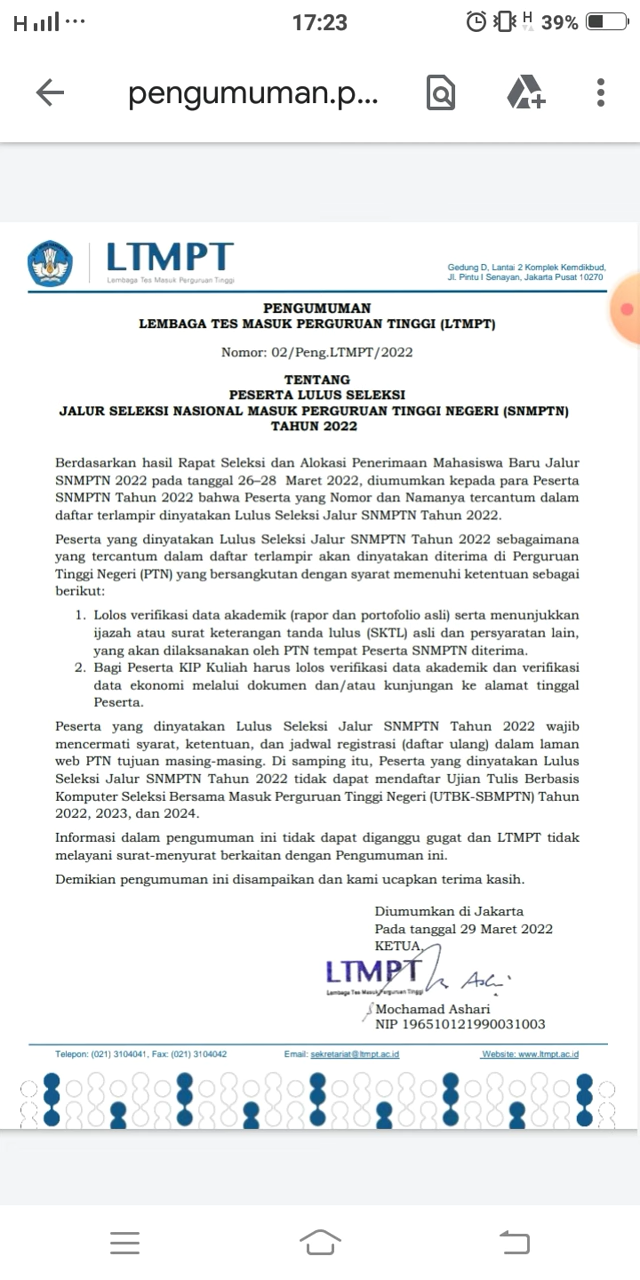 H 17:23 H 39%
pengumuman.p...
LTMPT
Lembaga Tes Masuk Perguruan Tinggi
Gedung D, Lantai 2 Komplek Kemdikbud,
Jl. Pintu I Senayan, Jakarta Pusat 10270
PENGUMUMAN
LEMBAGA TES MASUK PERGURUAN TINGGI (LTMPT)
Nomor: 02/Peng.LTMPT/2022
TENTANG
PESERTA LULUS SELEKSI
JALUR SELEKSI NASIONAL MASUK PERGURUAN TINGGI NEGERI (SNMPTN)
TAHUN 2022
Berdasarkan hasil Rapat Seleksi dan Alokasi Penerimaan Mahasiswa Baru Jalur
SNMPTN 2022 pada tanggal 26–28 Maret 2022, diumumkan kepada para Peserta
SNMPTN Tahun 2022 bahwa Peserta yang Nomor dan Namanya tercantum dalam
daftar terlampir dinyatakan Lulus Seleksi Jalur SNMPTN Tahun 2022.
Peserta yang dinyatakan Lulus Seleksi Jalur SNMPTN Tahun 2022 sebagaimana
yang tercantum dalam daftar terlampir akan dinyatakan diterima di Perguruan
Tinggi Negeri (PTN) yang bersangkutan dengan syarat memenuhi ketentuan sebagai
berikut:
1. Lolos verifikasi data akademik (rapor dan portofolio asli) serta menunjukkan
ijazah atau surat keterangan tanda lulus (SKTL) asli dan persyaratan lain,
yang akan dilaksanakan oleh PTN tempat Peserta SNMPTN diterima.
2. Bagi Peserta KIP Kuliah harus lolos verifikasi data akademik dan verifikasi
data ekonomi melalui dokumen dan/atau kunjungan ke alamat tinggal
Peserta.
Peserta yang dinyatakan Lulus Seleksi Jalur SNMPTN Tahun 2022 wajib
mencermati syarat, ketentuan, dan jadwal registrasi (daftar ulang) dalam laman
web PTN tujuan masing-masing. Di samping itu, Peserta yang dinyatakan Lulus
Seleksi Jalur SNMPTN Tahun 2022 tidak dapat mendaftar Ujian Tulis Berbasis
Komputer Seleksi Bersama Masuk Perguruan Tinggi Negeri (UTBK-SBMPTN) Tahun
2022, 2023, dan 2024.
Informasi dalam pengumuman ini tidak dapat diganggu gugat dan LTMPT tidak
melayani surat-menyurat berkaitan dengan Pengumuman ini.
Demikian pengumuman ini disampaikan dan kami ucapkan terima kasih.
Diumumkan di Jakarta
Pada tanggal 29 Maret 2022
KETUA,
LTMPT
Lembaga Tes Masuk Perguruan Tinggi
Mochamad Ashari
NIP 196510121990031003
Telepon: (021) 3104041, Fax: (021) 3104042 Email: sekretariat@ltmpt.ac.id Website: www.ltmpt.ac.id